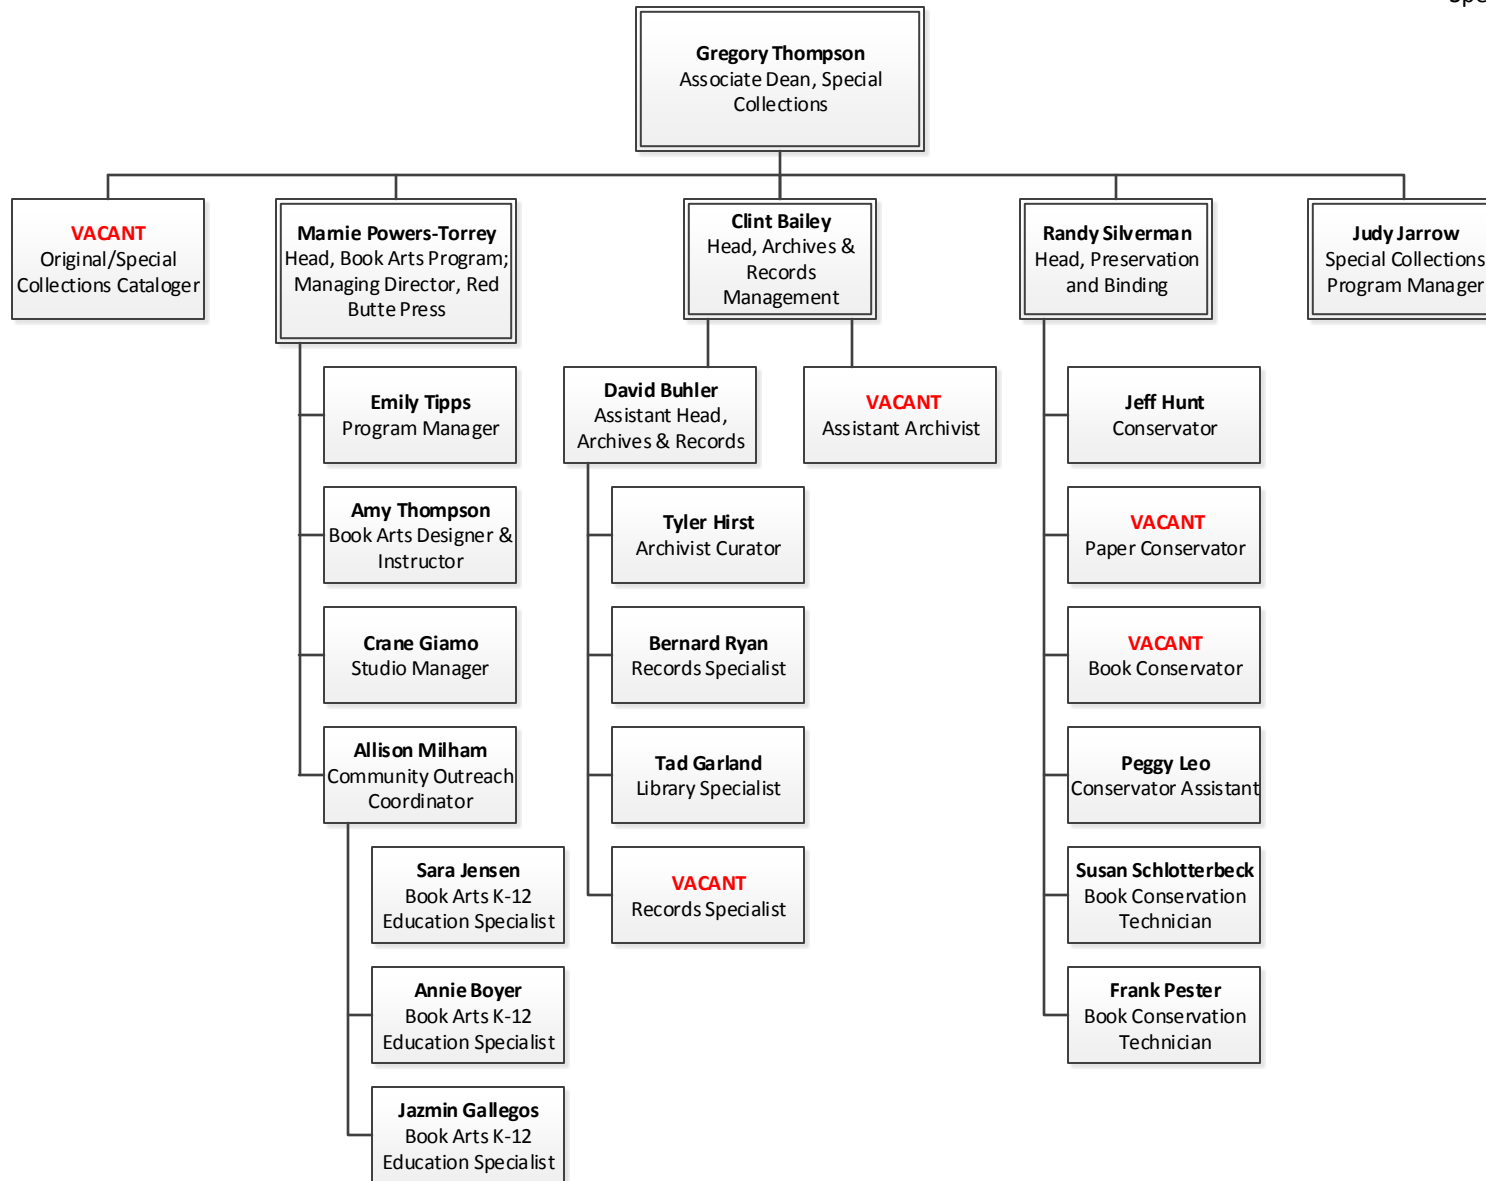 Spe
Gregory Thompson
Associate Dean, Special
Collections
VACANT
Original/Special
Collections Cataloger
Marnie Powers-Torrey
Head, Book Arts Program;
Managing Director, Red
Butte Press
Clint Bailey
Head, Archives &
Records
Management
Randy Silverman
Head, Preservation
and Binding
Judy Jarrow
Special Collections
Program Manager
Emily Tipps
Program Manager
Amy Thompson
Book Arts Designer &
Instructor
Crane Giamo
Studio Manager
Allison Milham
Community Outreach
Coordinator
Sara Jensen
Book Arts K-12
Education Specialist
Annie Boyer
Book Arts K-12
Education Specialist
Jazmin Gallegos
Book Arts K-12
Education Specialist
David Buhler
Assistant Head,
Archives & Records
VACANT
Assistant Archivist
Tyler Hirst
Archivist Curator
Bernard Ryan
Records Specialist
Tad Garland
Library Specialist
VACANT
Records Specialist
Jeff Hunt
Conservator
VACANT
Paper Conservator
VACANT
Book Conservator
Peggy Leo
Conservator Assistant
Susan Schlotterbeck
Book Conservation
Technician
Frank Pester
Book Conservation
Technician